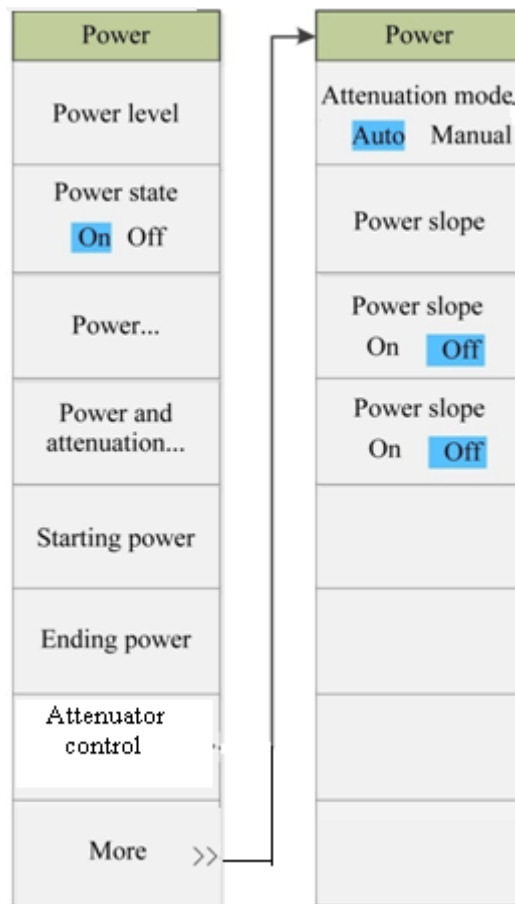 Power
Power level
Power state
On Off
Power...
Power and
attenuation...
Starting power
Ending power
Attenuator
control
More >>
Power
Attenuation mode
Auto Manual
Power slope
Power slope
On Off
Power slope
On Off